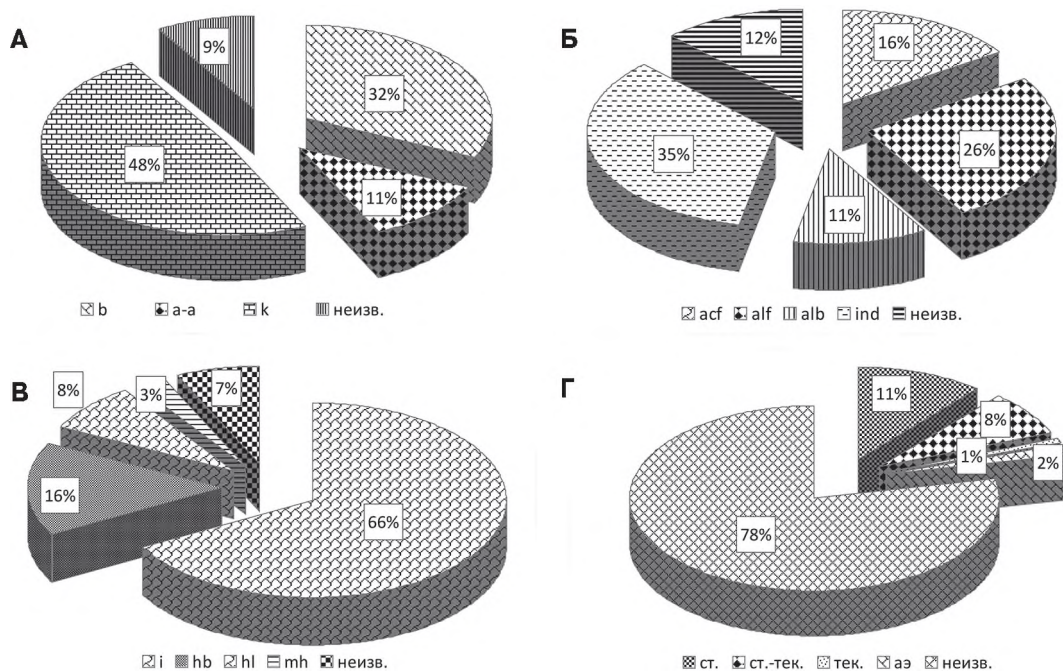 А
9%
32%
48%
11%
b a-a k неизв.
Б
12%
16%
35%
26%
11%
acf alf alb ind неизв.
В
8%
3%
7%
16%
66%
i hb hl mh неизв.
Г
11%
8%
1%
2%
78%
ст. ст.-тек. тек. аэ неизв.